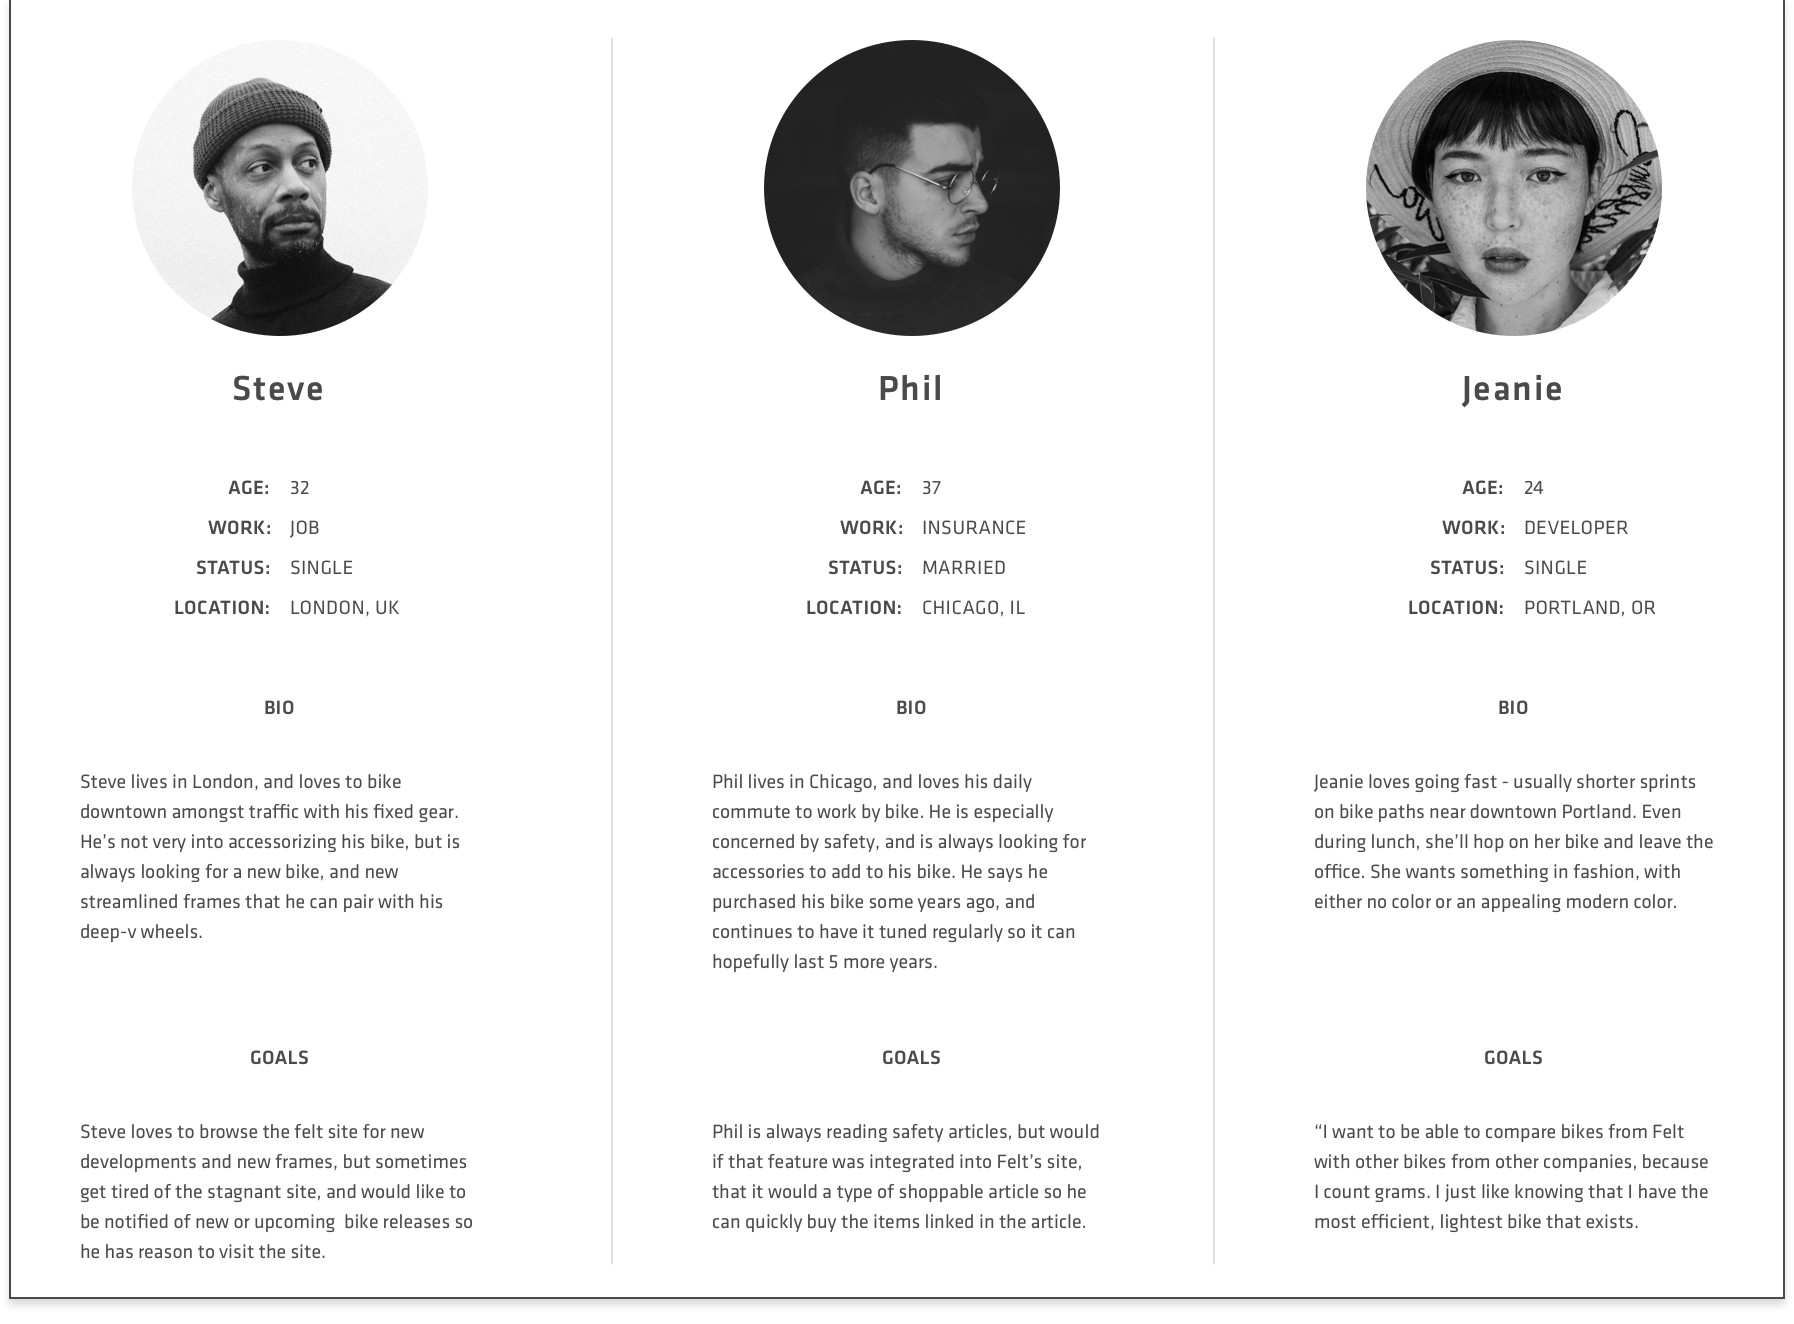 Steve
AGE: 32
WORK: JOB
STATUS: SINGLE
LOCATION: LONDON, UK
BIO
Steve lives in London, and loves to bike
downtown amongst traffic with his fixed gear.
He’s not very into accessorizing his bike, but is
always looking for a new bike, and new
streamlined frames that he can pair with his
deep-v wheels.
GOALS
Steve loves to browse the felt site for new
developments and new frames, but sometimes
get tired of the stagnant site, and would like to
be notified of new or upcoming  bike releases so
he has reason to visit the site.
Phil
AGE: 37
WORK: INSURANCE
STATUS: MARRIED
LOCATION: CHICAGO, IL
BIO
Phil lives in Chicago, and loves his daily
commute to work by bike. He is especially
concerned by safety, and is always looking for
accessories to add to his bike. He says he
purchased his bike some years ago, and
continues to have it tuned regularly so it can
hopefully last 5 more years.
GOALS
Phil is always reading safety articles, but would
if that feature was integrated into Felt’s site,
that it would a type of shoppable article so he
can quickly buy the items linked in the article.
Jeanie
AGE: 24
WORK: DEVELOPER
STATUS: SINGLE
LOCATION: PORTLAND, OR
BIO
Jeanie loves going fast - usually shorter sprints
on bike paths near downtown Portland. Even
during lunch, she’ll hop on her bike and leave the
office. She wants something in fashion, with
either no color or an appealing modern color.
GOALS
“I want to be able to compare bikes from Felt
with other bikes from other companies, because
I count grams. I just like knowing that I have the
most efficient, lightest bike that exists.